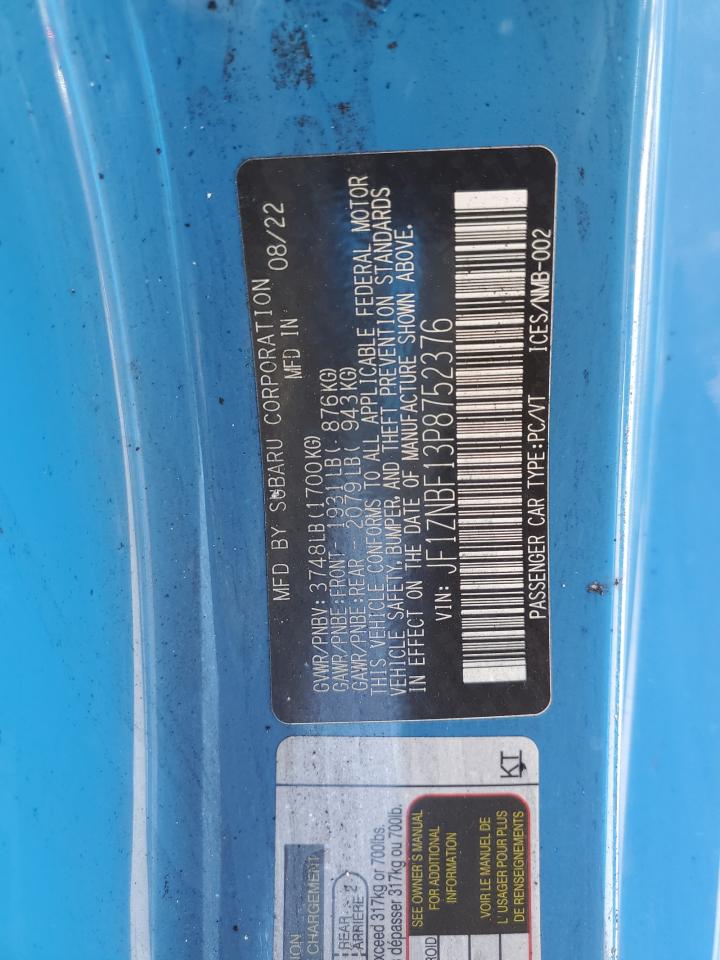 MFD BY SUBARU CORPORATION
MFD IN 08/22
GVWR/PNBV: 3748LB(1700KG)
GAWR/PNBE:FRONT- 1931LB( 876KG)
GAWR/PNBE:REAR - 2079LB( 943KG)
THIS VEHICLE CONFORMS TO ALL APPLICABLE FEDERAL MOTOR
VEHICLE SAFETY, BUMPER, AND THEFT PREVENTION STANDARDS
IN EFFECT ON THE DATE OF MANUFACTURE SHOWN ABOVE.
VIN: JF1ZNBF13P8752376
PASSENGER CAR TYPE:PC/VT ICES/NMB-002
CHARGEMENT
REAR 2
ARRIÈRE
317kg or 700lbs.
dépasser 317kg ou 700lb.
KT
SEE OWNER'S MANUAL
FOR ADDITIONAL
INFORMATION
VOIR LE MANUEL DE
L'USAGER POUR PLUS
DE RENSEIGNEMENTS